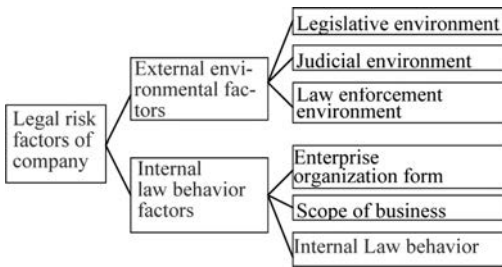 Legal risk
factors of
company
External envi-
ronmental fac-
tors
Internal
law behavior
factors
Legislative environment
Judicial environment
Law enforcement
environment
Enterprise
organization form
Scope of business
Internal Law behavior